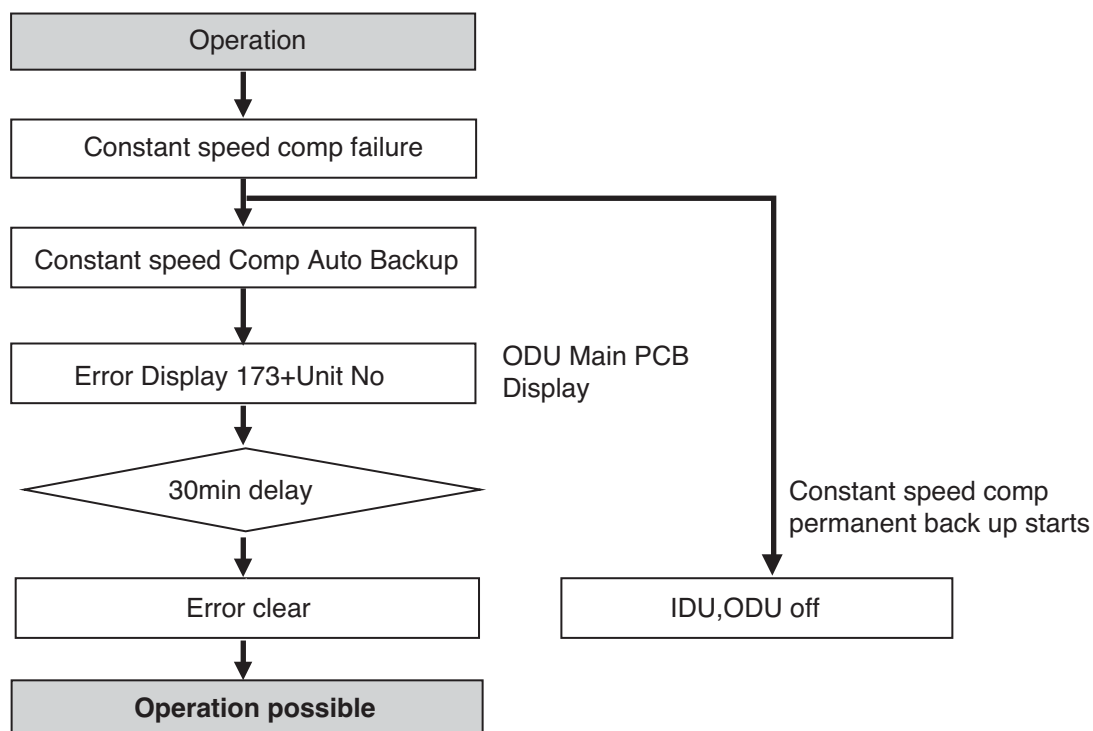 Operation
Constant speed comp failure
Constant speed Comp Auto Backup
Error Display 173+Unit No
ODU Main PCB
Display
30min delay
Constant speed comp
permanent back up starts
Error clear
IDU,ODU off
Operation possible